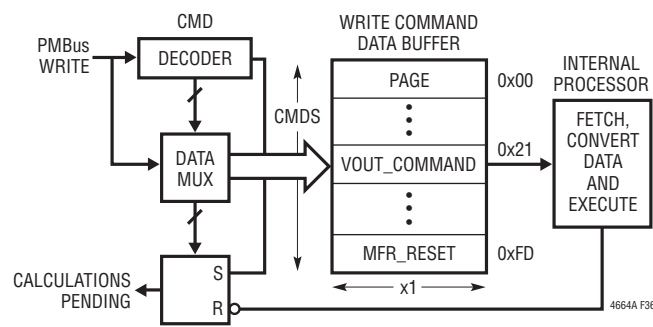 CMD
PMBus
WRITE
DECODER
CMDS
DATA
MUX
S
R
CALCULATIONS
PENDING
WRITE COMMAND
DATA BUFFER
PAGE
0x00
VOUT_COMMAND
0x21
MFR_RESET
0xFD
x1
INTERNAL
PROCESSOR
FETCH,
CONVERT
DATA
AND
EXECUTE
4664A F36